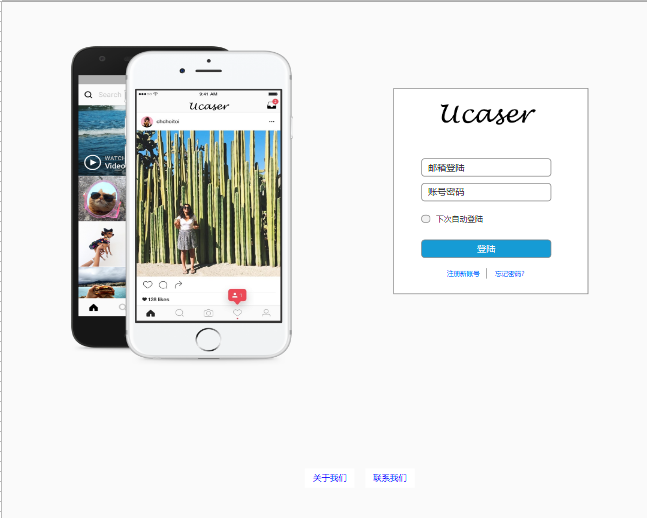 Search
WATCH
Video
9:41 AM
Ucaser
chchoitoi
128 likes
1
Ucaser
邮箱登陆
账号密码
下次自动登陆
登陆
注册新账号 | 忘记密码?
关于我们
联系我们